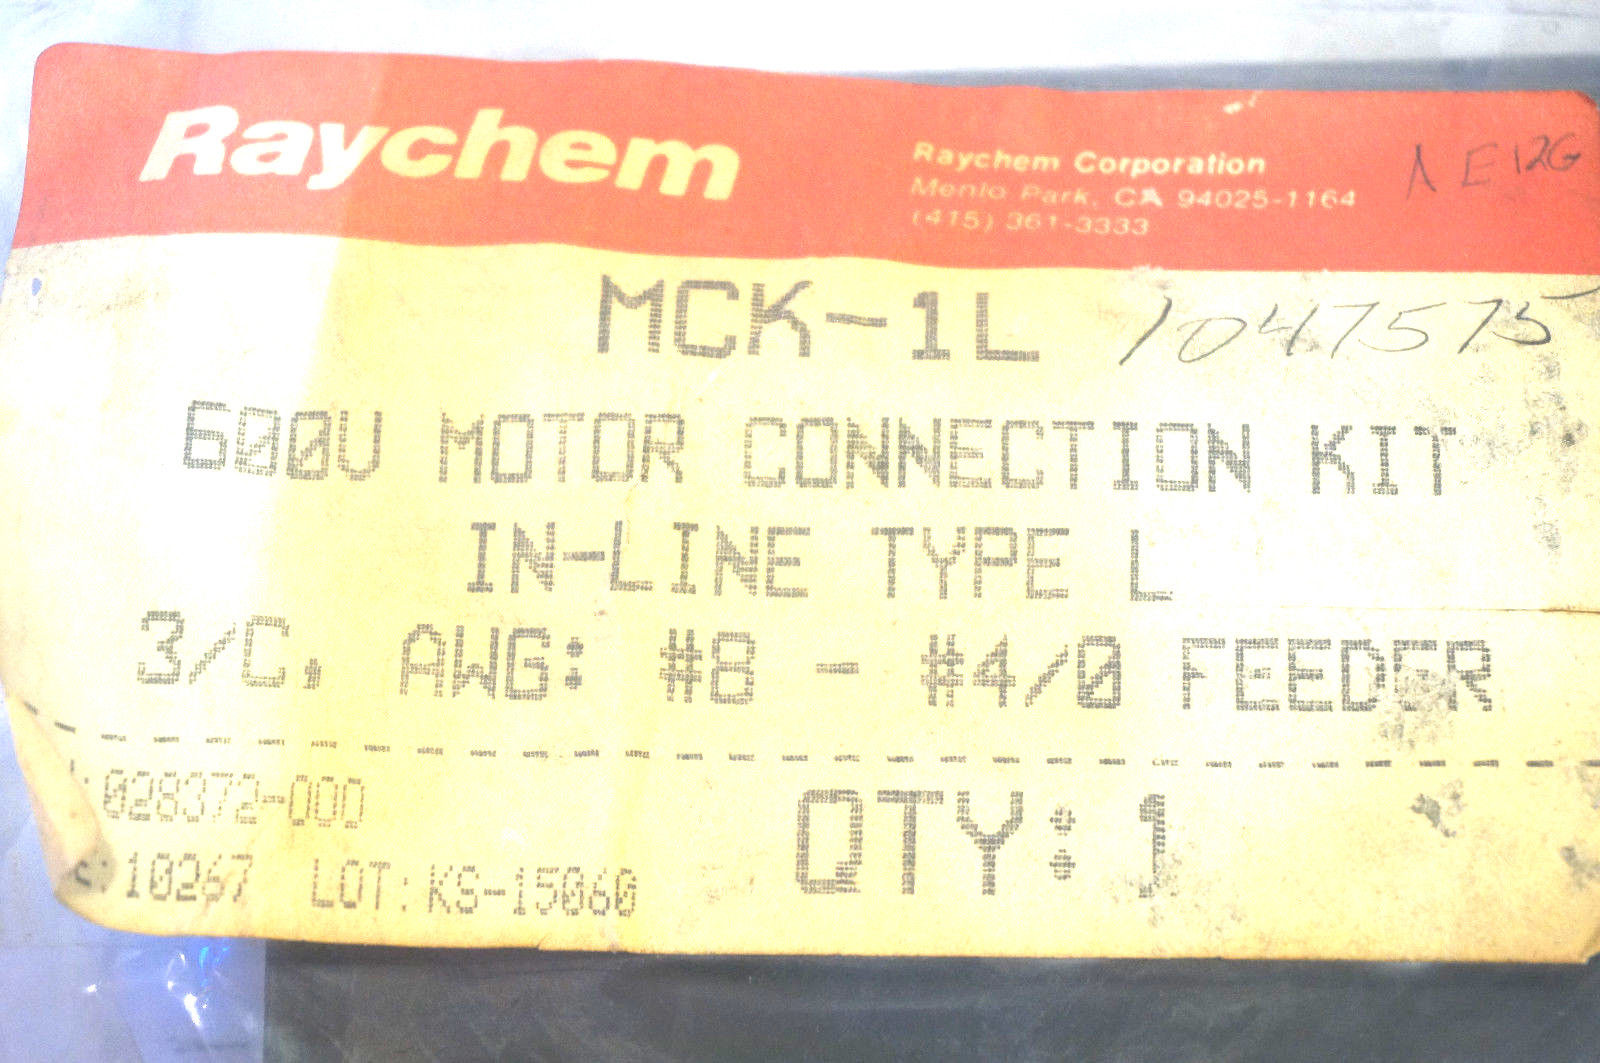 Raychem
Raychem Corporation
Menlo Park, CA 94025-1164
(415) 361-3333
MCK-1L 1047575
600V MOTOR CONNECTION KIT
IN-LINE TYPE L
3/C, AWG: #8 - #4/0 FEEDER
028372-000
QTY: 1
C: 10267 LOT: KS-15060